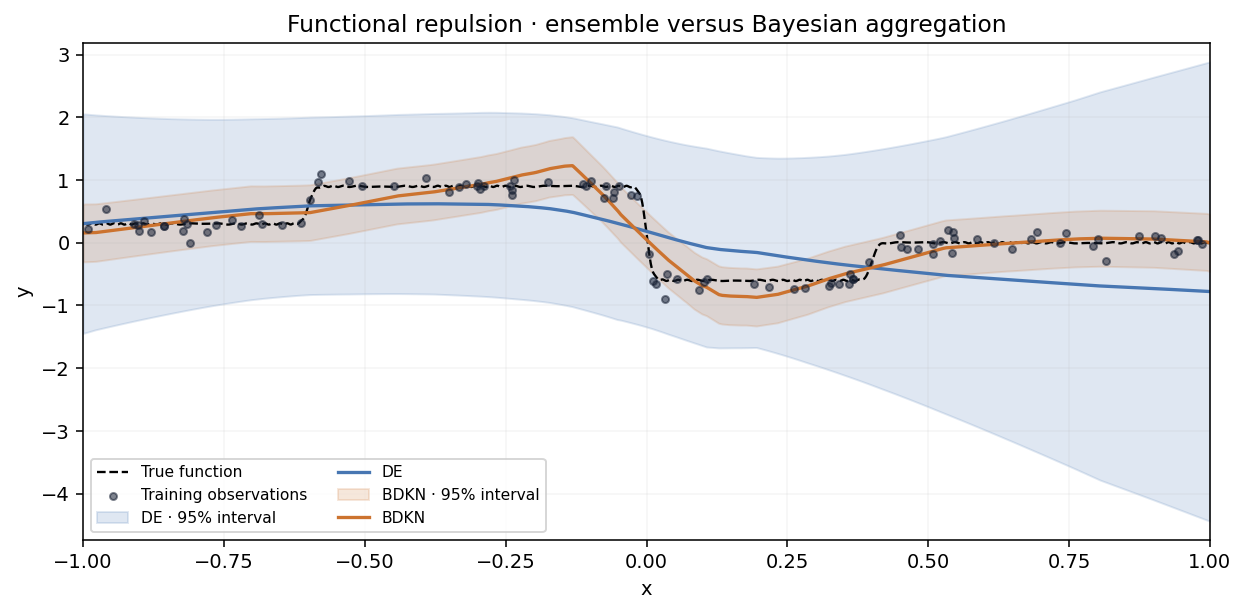 Functional repulsion · ensemble versus Bayesian aggregation
y
3
2
1
0
−1
−2
−3
−4
True function
Training observations
DE · 95% interval
DE
BDKN · 95% interval
BDKN
−1.00 −0.75 −0.50 −0.25 0.00 0.25 0.50 0.75 1.00
x